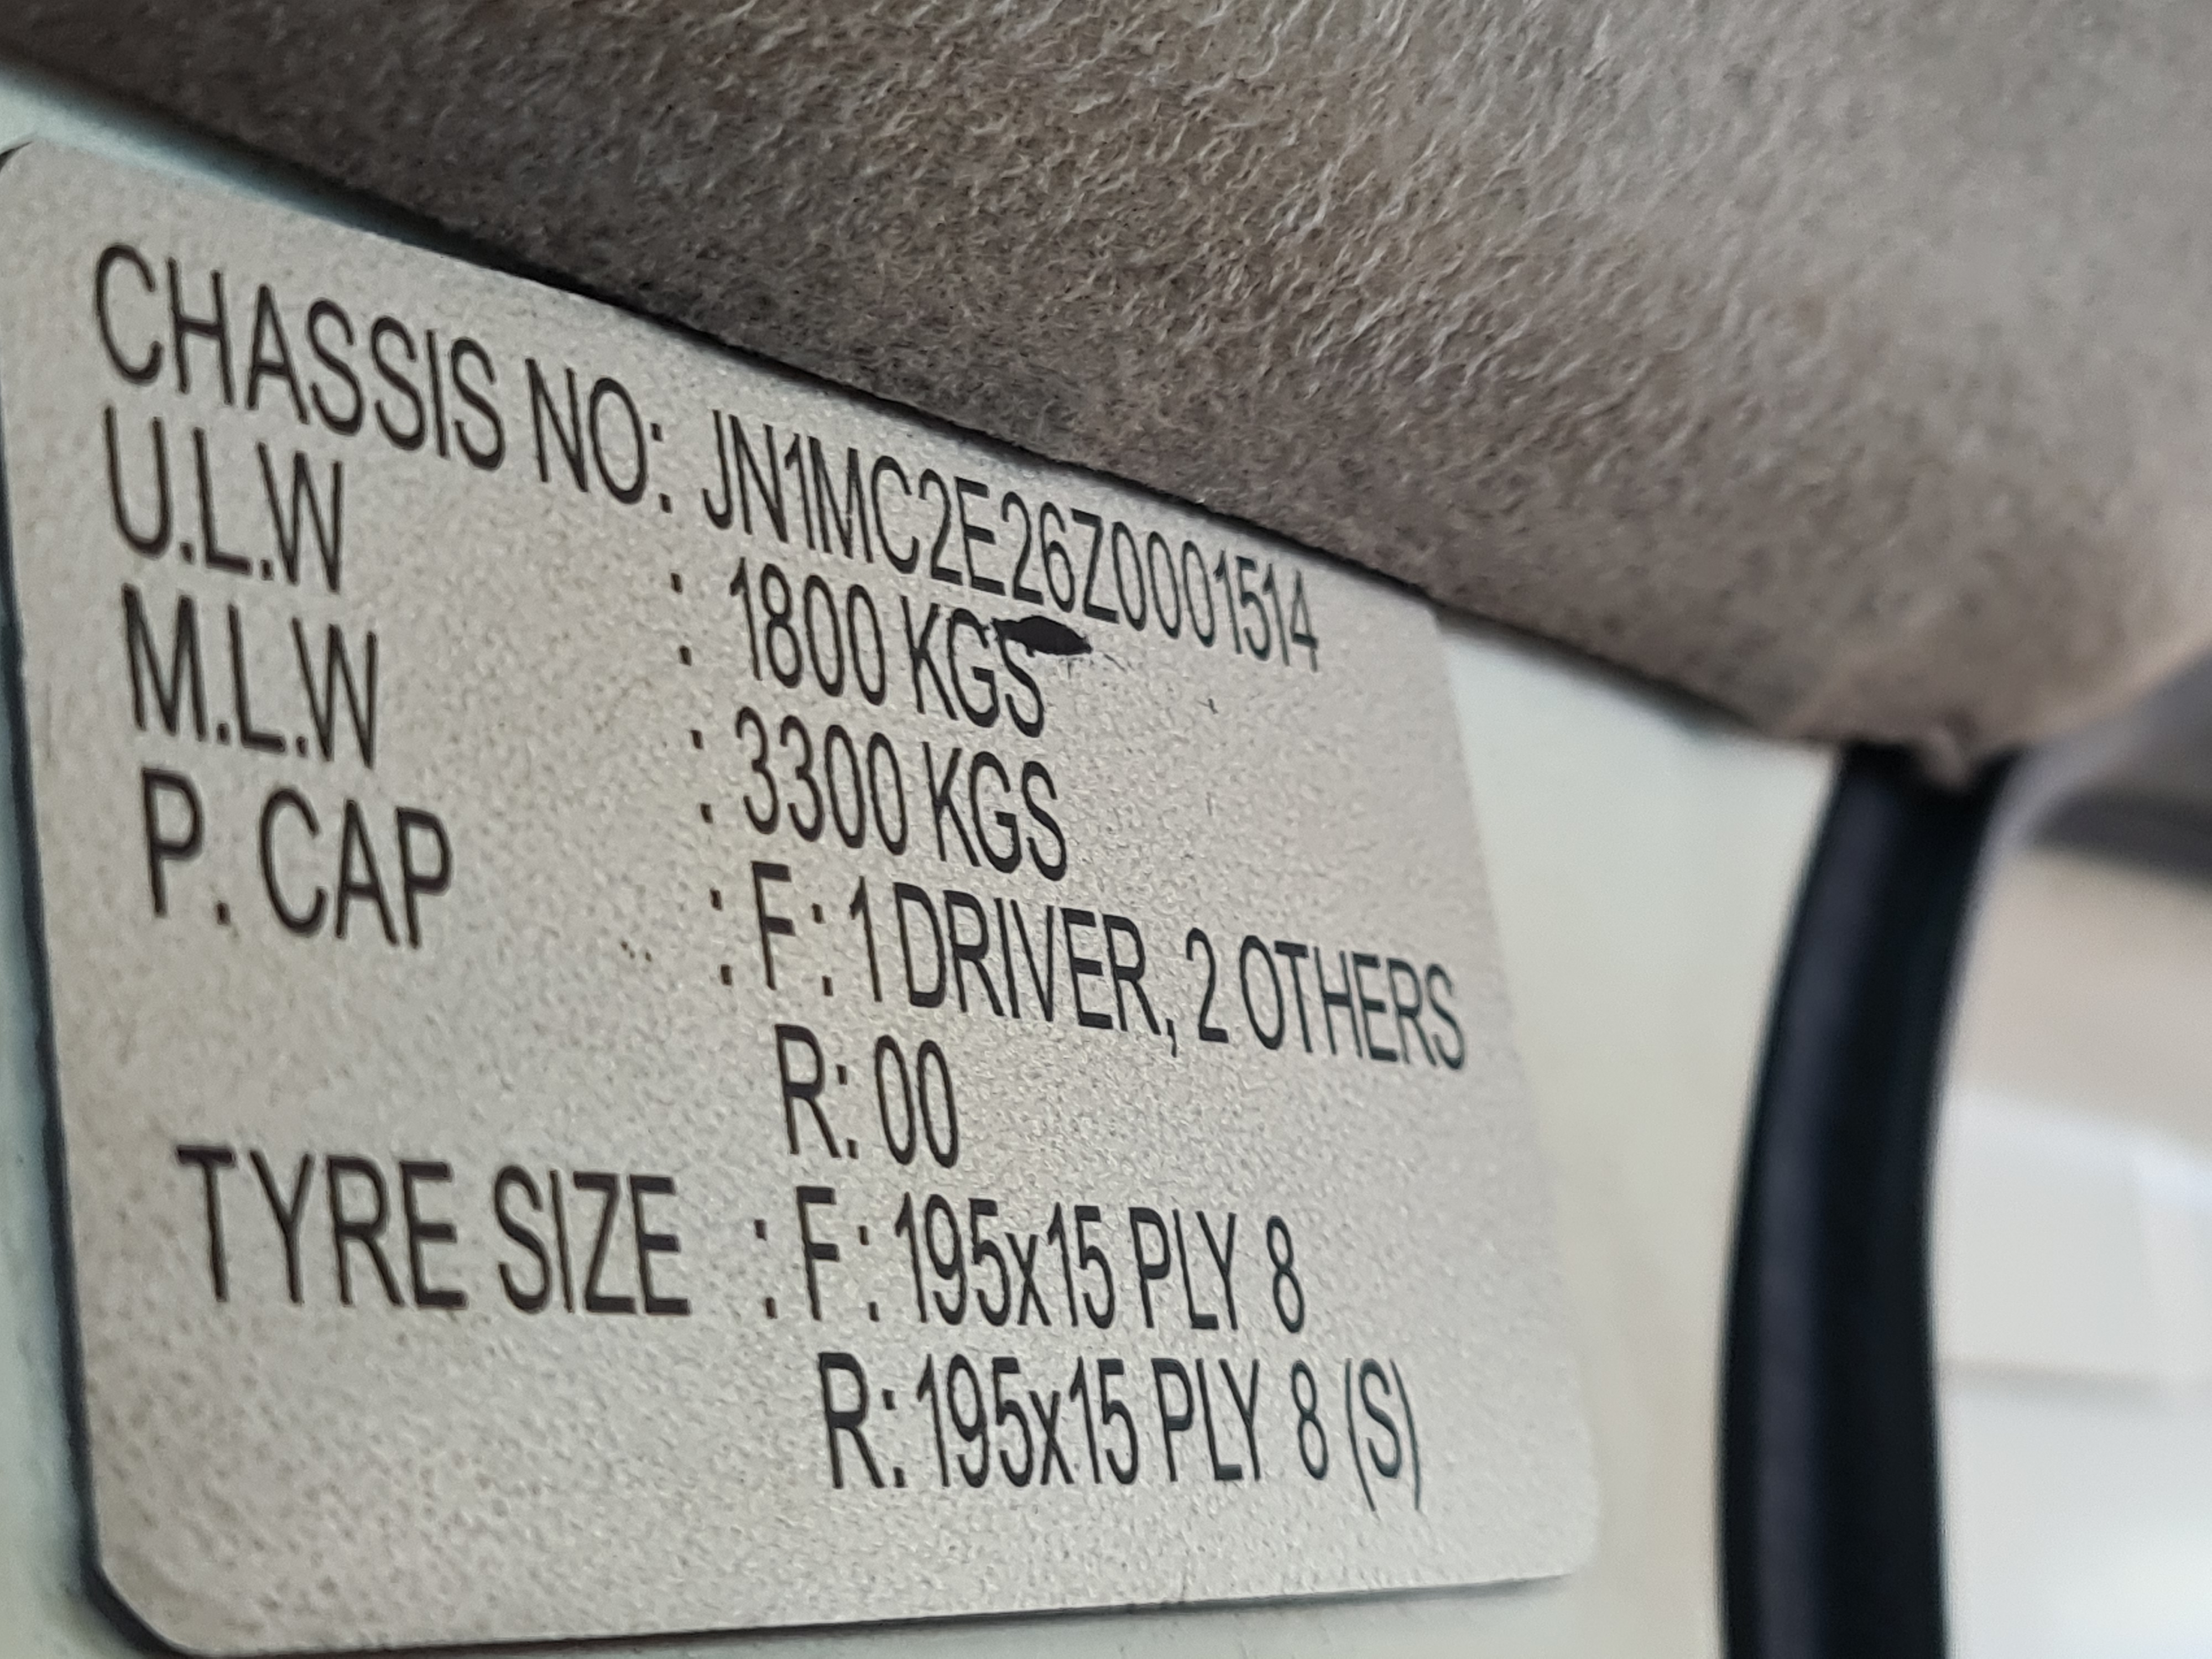 CHASSIS NO: JN1MC2E26Z0001514
U.L.W : 1800 KGS
M.L.W : 3300 KGS
P. CAP : F: 1 DRIVER, 2 OTHERS
R: 00
TYRE SIZE : F: 195x15 PLY 8
R: 195x15 PLY 8 (S)